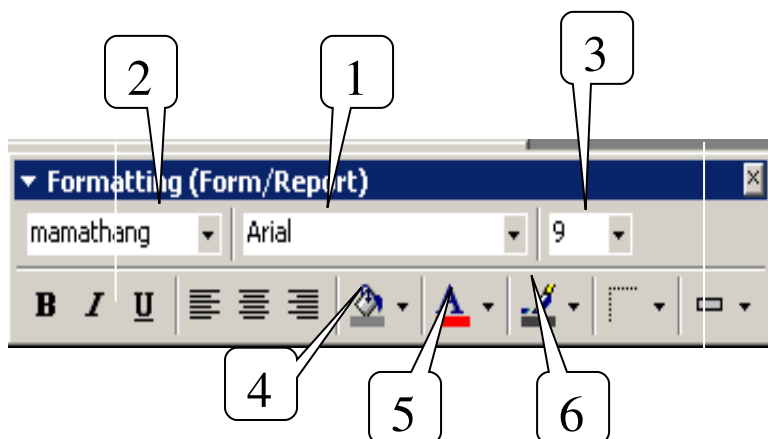 2 1 3
Formatting (Form/Report)
mamathang Arial 9
B I U A
4 5 6